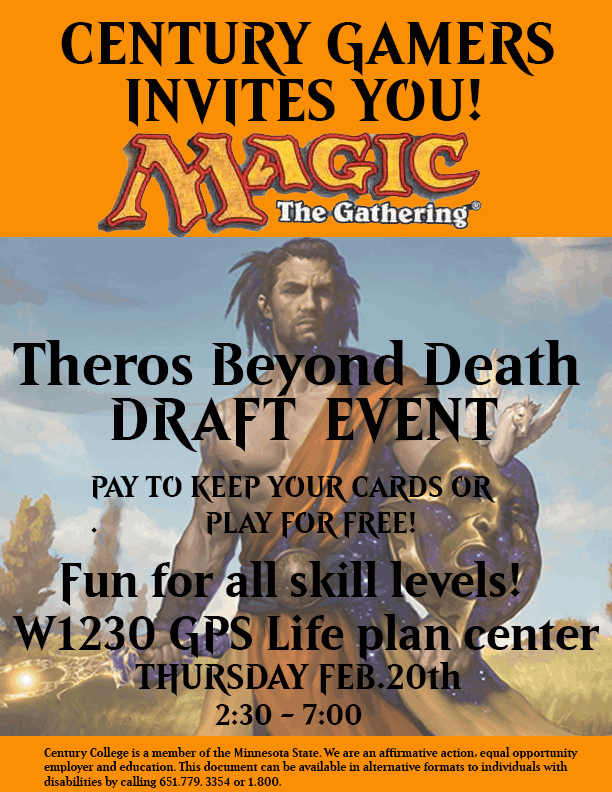 CENTURY GAMERS
INVITES YOU!
MAGIC
The Gathering®
Theros Beyond Death
DRAFT EVENT
PAY TO KEEP YOUR CARDS OR
. PLAY FOR FREE!
Fun for all skill levels!
W1230 GPS Life plan center
THURSDAY FEB.20th
2:30 – 7:00
Century College is a member of the Minnesota State. We are an affirmative action, equal opportunity
employer and education. This document can be available in alternative formats to individuals with
disabilities by calling 651.779. 3354 or 1.800.